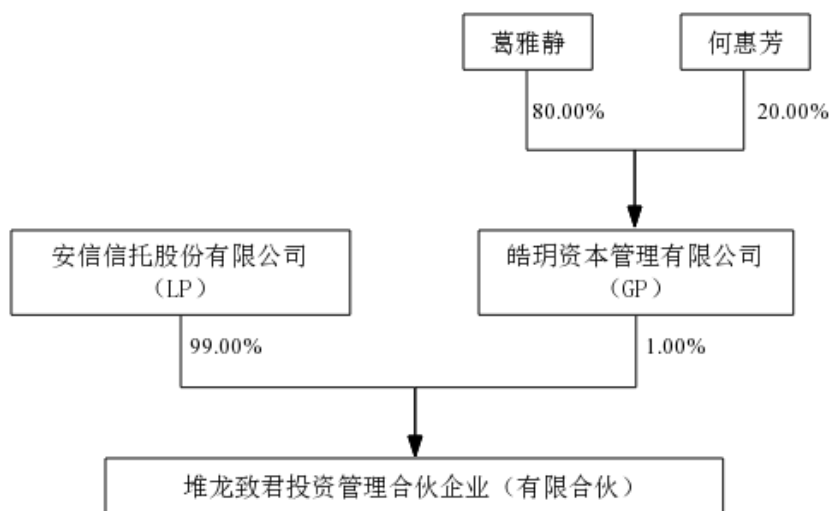 葛雅静
何惠芳
80.00%
20.00%
安信信托股份有限公司
（LP）
皓玥资本管理有限公司
（GP）
99.00%
1.00%
堆龙致君投资管理合伙企业（有限合伙）